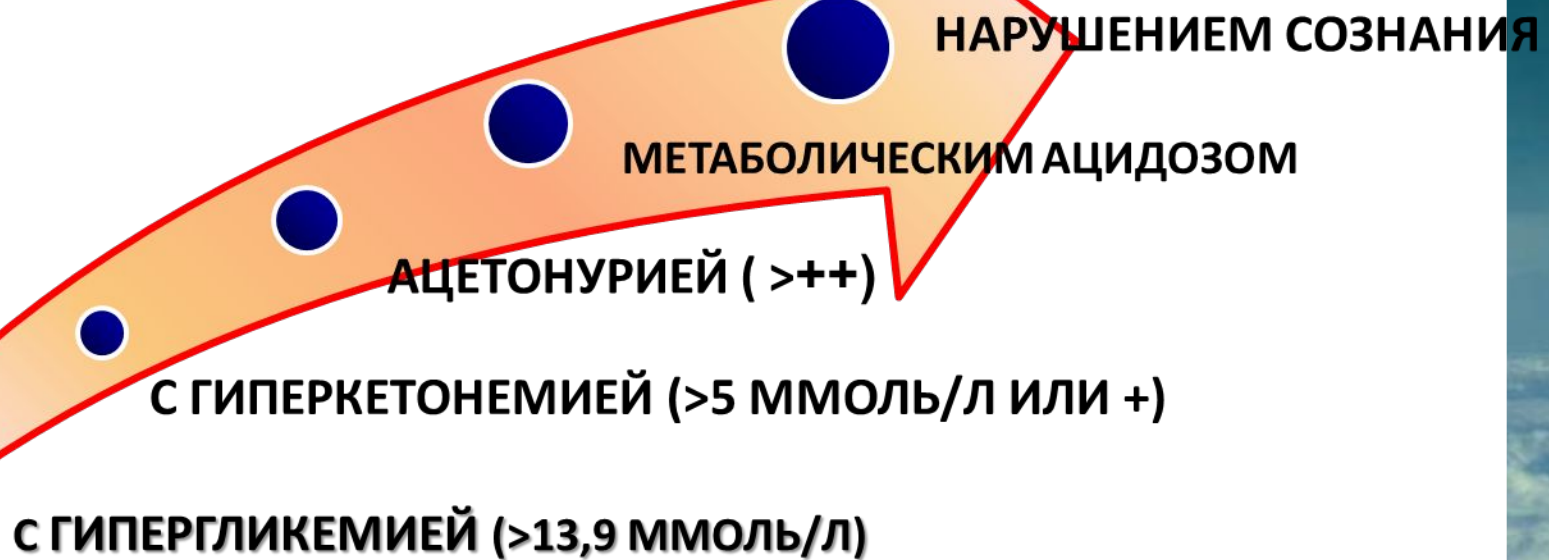 НАРУШЕНИЕМ СОЗНАНИЯ
МЕТАБОЛИЧЕСКИМ АЦИДОЗОМ
АЦЕТОНУРИЕЙ ( >++)
С ГИПЕРКЕТОНЕМИЕЙ (>5 ММОЛЬ/Л ИЛИ +)
С ГИПЕРГЛИКЕМИЕЙ (>13,9 ММОЛЬ/Л)